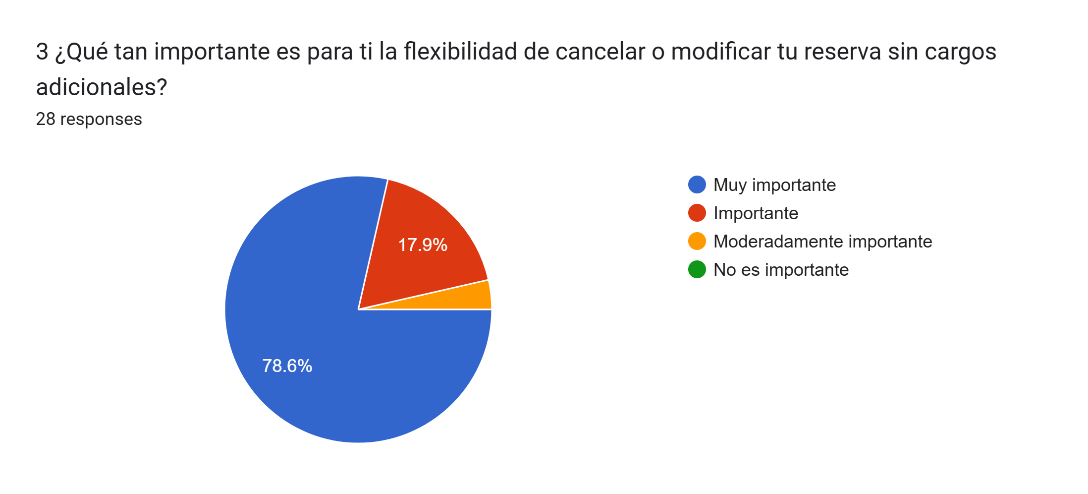 3 ¿Qué tan importante es para ti la flexibilidad de cancelar o modificar tu reserva sin cargos
adicionales?
28 responses
Muy importante
Importante
Moderadamente importante
No es importante
17.9%
78.6%